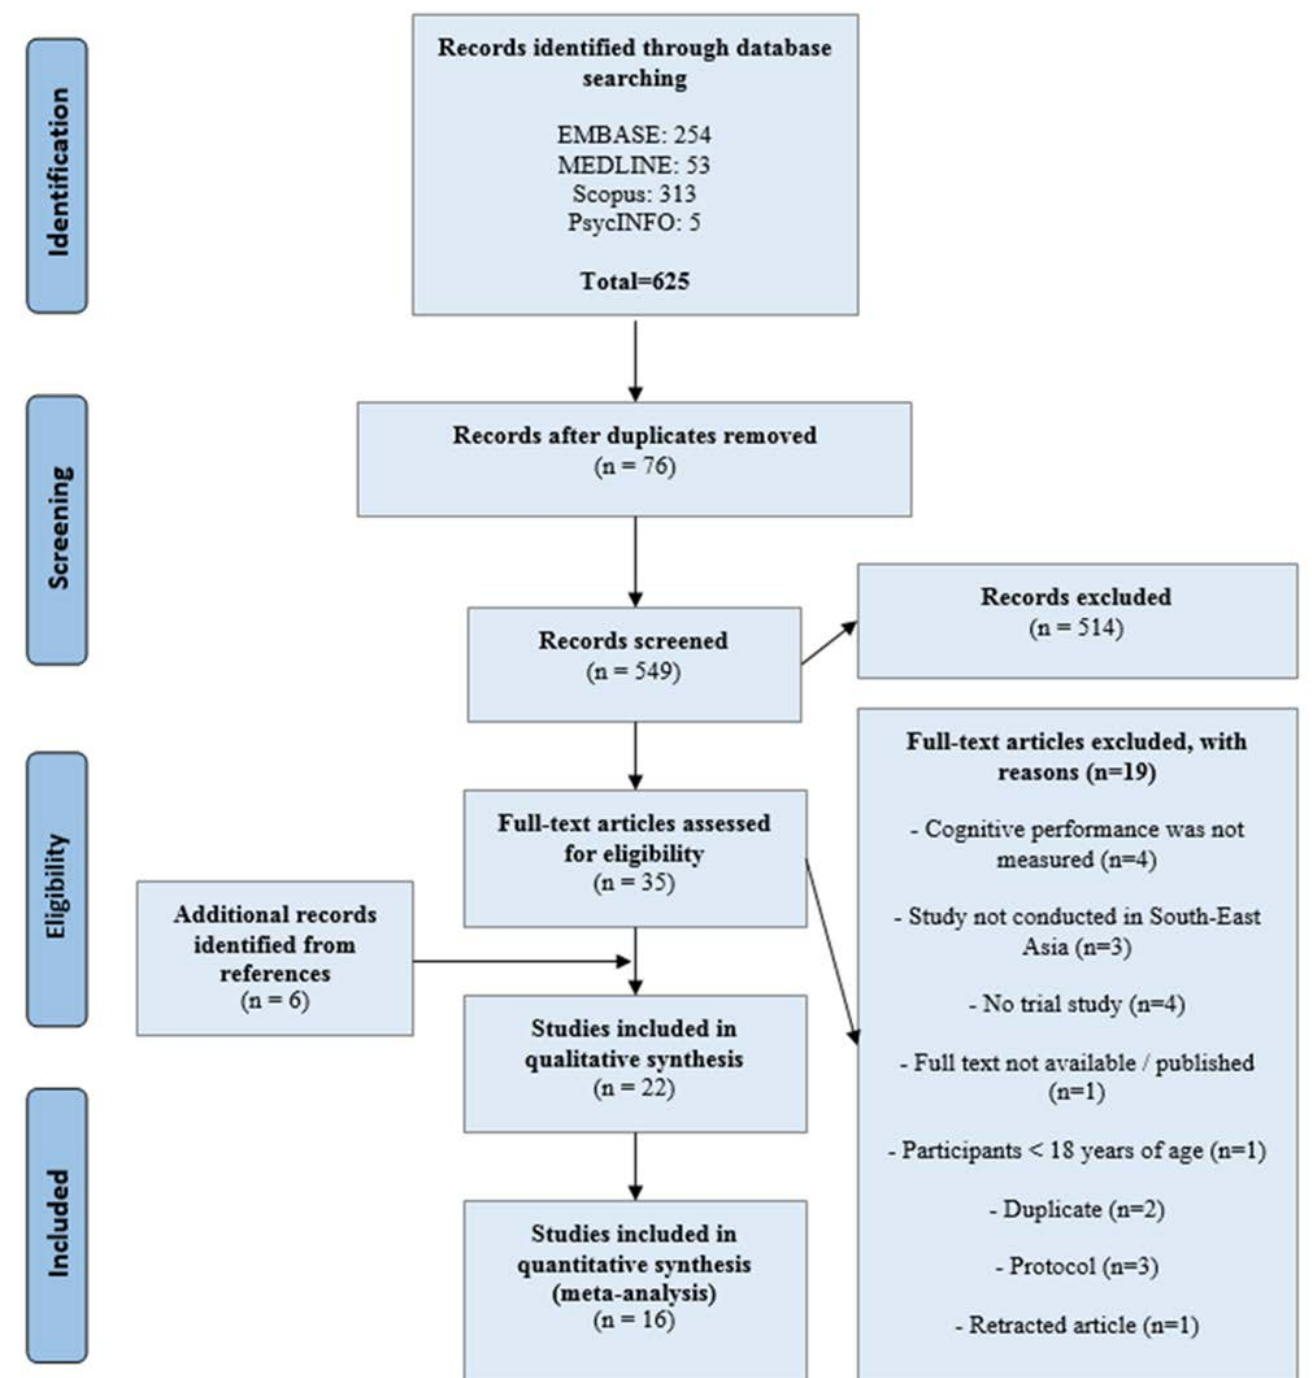 Identification
Records identified through database
searching
EMBASE: 254
MEDLINE: 53
Scopus: 313
PsycINFO: 5
Total=625
Screening
Records after duplicates removed
(n = 76)
Records screened
(n = 549)
Records excluded
(n = 514)
Eligibility
Full-text articles assessed
for eligibility
(n = 35)
Full-text articles excluded, with
reasons (n=19)
- Cognitive performance was not
measured (n=4)
- Study not conducted in South-East
Asia (n=3)
- No trial study (n=4)
- Full text not available / published
(n=1)
- Participants < 18 years of age (n=1)
- Duplicate (n=2)
- Protocol (n=3)
- Retracted article (n=1)
Additional records
identified from
references
(n = 6)
Studies included in
qualitative synthesis
(n = 22)
Included
Studies included in
quantitative synthesis
(meta-analysis)
(n = 16)